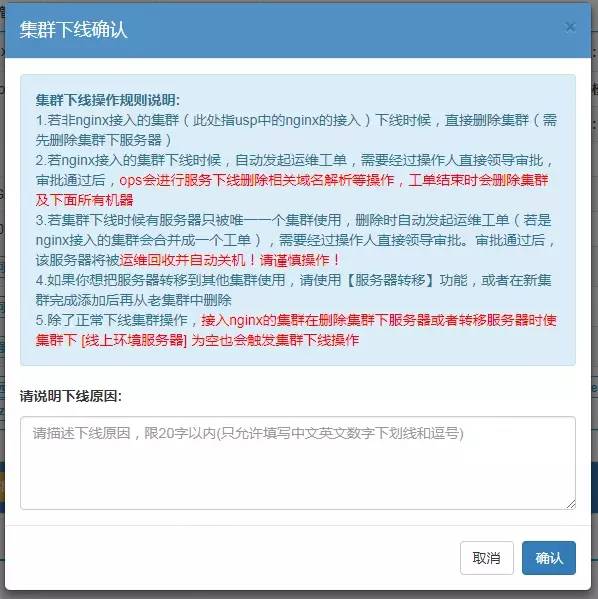 集群下线确认
×
集群下线操作规则说明:
1.若非nginx接入的集群（此处指usp中的nginx的接入）下线时候，直接删除集群（需
先删除集群下服务器）
2.若nginx接入的集群下线时候，自动发起运维工单，需要经过操作人直接领导审批，
审批通过后，ops会进行服务下线删除相关域名解析等操作，工单结束时会删除集群
及下面所有机器
3.若集群下线时候有服务器只被唯一一个集群使用，删除时自动发起运维工单（若是
nginx接入的集群会合并成一个工单），需要经过操作人直接领导审批。审批通过后，
该服务器将被运维回收并自动关机！请谨慎操作！
4.如果你想把服务器转移到其他集群使用，请使用【服务器转移】功能，或者在新集
群完成添加后再从老集群中删除
5.除了正常下线集群操作，接入nginx的集群在删除集群下服务器或者转移服务器时使
集群下 [线上环境服务器] 为空也会触发集群下线操作
请说明下线原因:
请描述下线原因，限20字以内(只允许填写中文英文数字下划线和逗号)
取消
确认